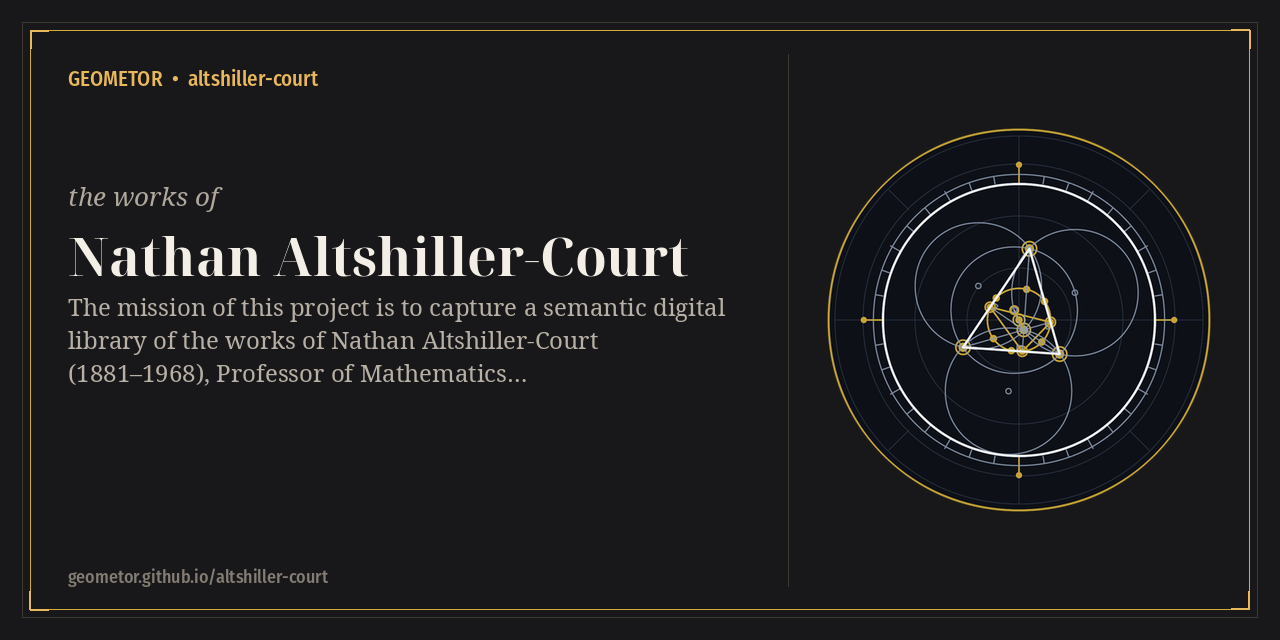 GEOMETOR • altshiller-court
the works of
Nathan Altshiller-Court
The mission of this project is to capture a semantic digital
library of the works of Nathan Altshiller-Court
(1881–1968), Professor of Mathematics...
geometor.github.io/altshiller-court